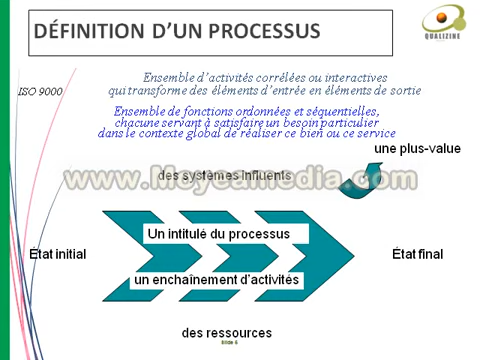 DÉFINITION D'UN PROCESSUS
QUALIZINE
Ensemble d'activités corrélées ou interactives
ISO 9000
qui transforme des éléments d'entrée en éléments de sortie
Ensemble de fonctions ordonnées et séquentielles,
chacune servant à satisfaire un besoin particulier
dans le contexte global de réaliser ce bien ou ce service
une plus-value
des systèmes influents
www.Moyeamedia.com
Un intitulé du processus
État initial
État final
un enchaînement d'activités
des ressources
Slide 6